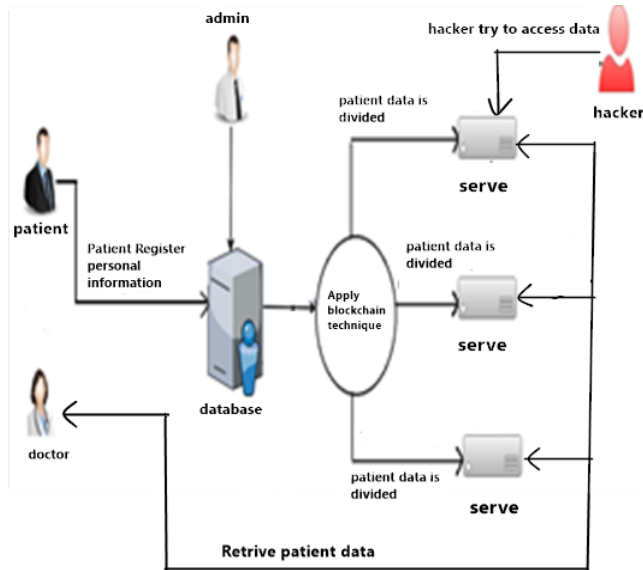 admin
hacker try to access data
hacker
patient data is
divided
serve
patient
Patient Register
personal
information
patient data is
divided
Apply
blockchain
technique
serve
database
doctor
patient data is
divided
serve
Retrive patient data